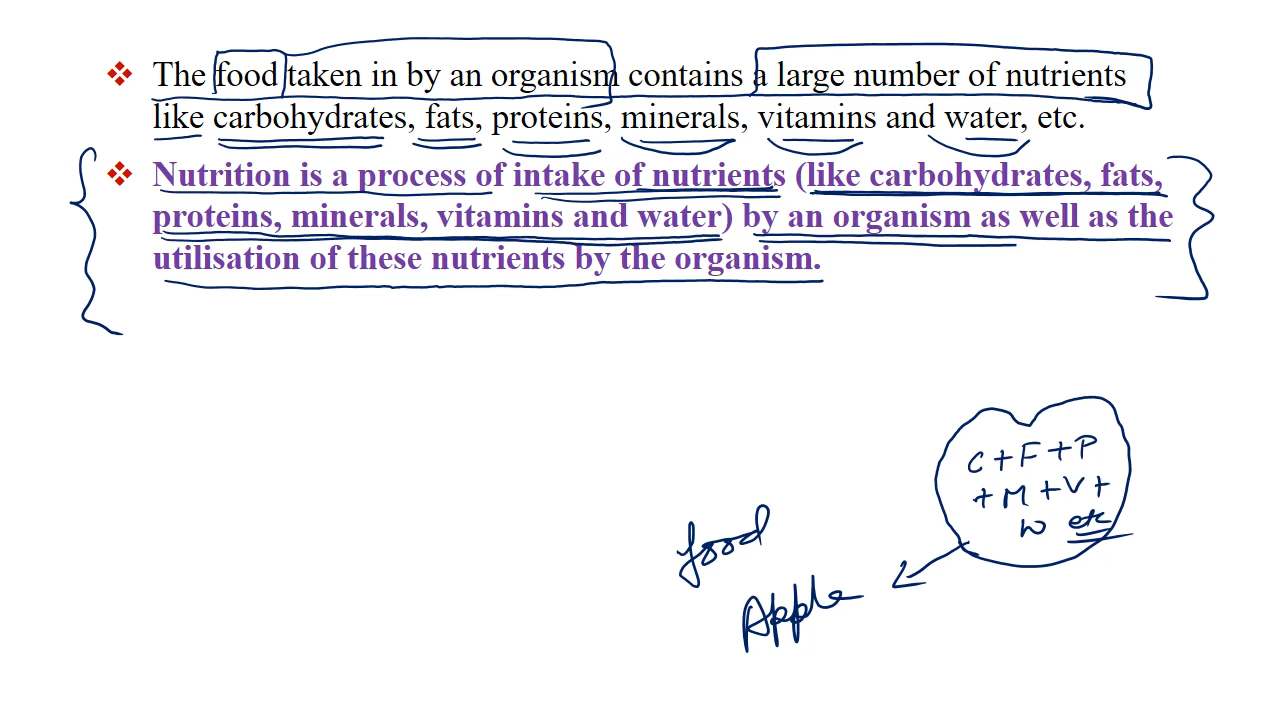 The food taken in by an organism contains a large number of nutrients
like carbohydrates, fats, proteins, minerals, vitamins and water, etc.
Nutrition is a process of intake of nutrients (like carbohydrates, fats,
proteins, minerals, vitamins and water) by an organism as well as the
utilisation of these nutrients by the organism.
C + F + P
+ M + V +
W etc
food
Apple